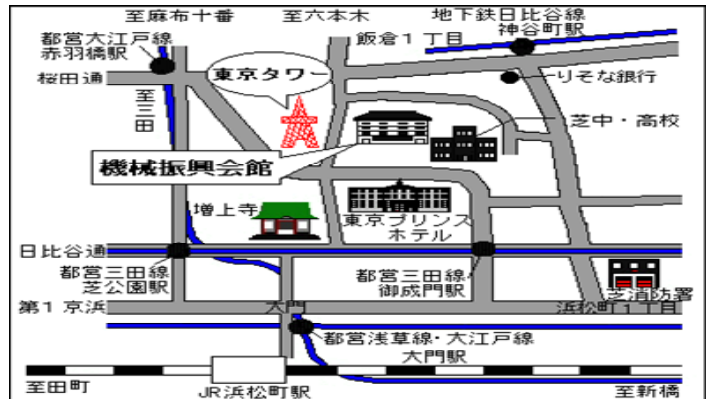 至麻布十番
至六本木
地下鉄日比谷線
神谷町駅
都営大江戸線
赤羽橋駅
飯倉1丁目
桜田通
東京タワー
りそな銀行
至三田
芝中・高校
機械振興会館
増上寺
東京プリンス
ホテル
日比谷通
都営三田線
芝公園駅
都営三田線
御成門駅
芝消防署
第1京浜
大門
浜松町1丁目
都営浅草線・大江戸線
大門駅
至田町
JR浜松町駅
至新橋